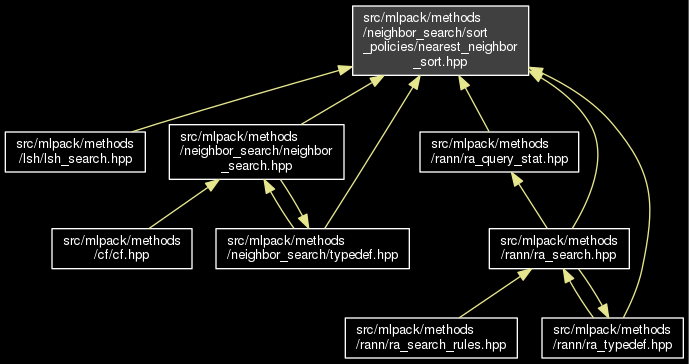 src/mlpack/methods
/neighbor_search/sort
_policies/nearest_neighbor
_sort.hpp
src/mlpack/methods
/lsh/lsh_search.hpp
src/mlpack/methods
/neighbor_search/neighbor
_search.hpp
src/mlpack/methods
/rann/ra_query_stat.hpp
src/mlpack/methods
/cf/cf.hpp
src/mlpack/methods
/neighbor_search/typedef.hpp
src/mlpack/methods
/rann/ra_search.hpp
src/mlpack/methods
/rann/ra_search_rules.hpp
src/mlpack/methods
/rann/ra_typedef.hpp